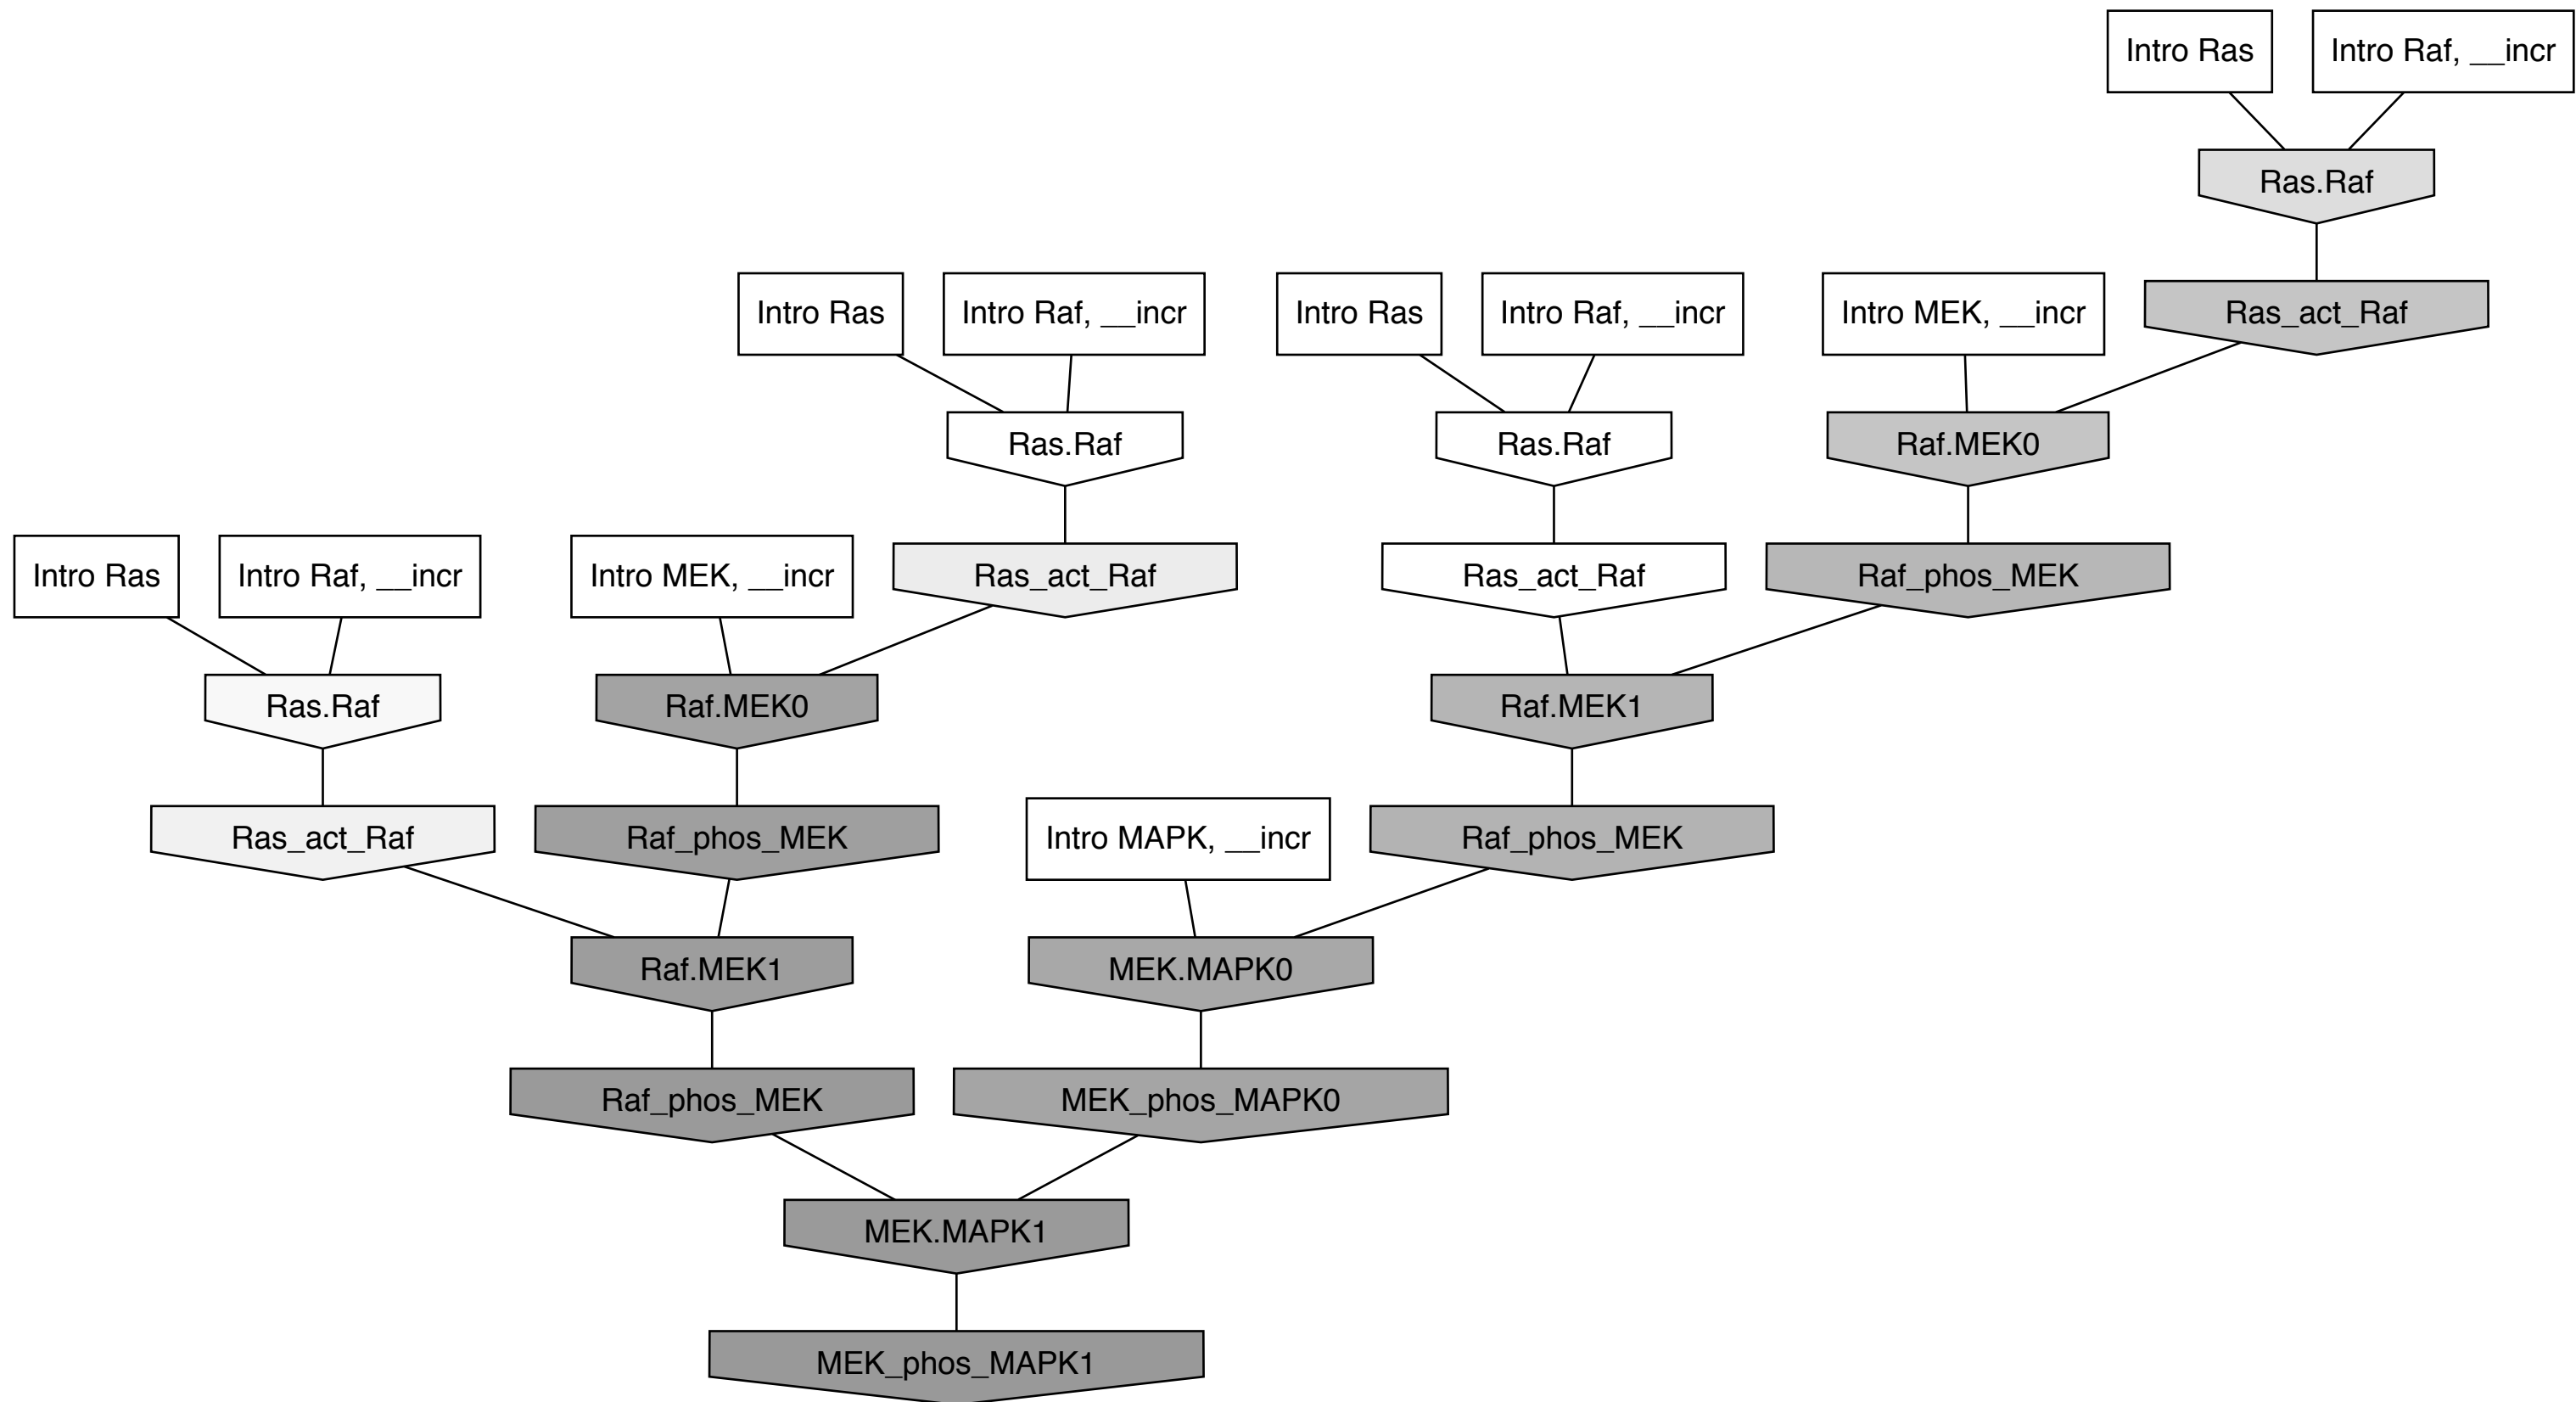 Intro Ras
Intro Raf, __incr
Ras.Raf
Intro Ras
Intro Raf, __incr
Intro Ras
Intro Raf, __incr
Intro MEK, __incr
Ras_act_Raf
Ras.Raf
Ras.Raf
Raf.MEK0
Intro Ras
Intro Raf, __incr
Intro MEK, __incr
Ras_act_Raf
Ras_act_Raf
Raf_phos_MEK
Ras.Raf
Raf.MEK0
Raf.MEK1
Ras_act_Raf
Raf_phos_MEK
Intro MAPK, __incr
Raf_phos_MEK
Raf.MEK1
MEK.MAPK0
Raf_phos_MEK
MEK_phos_MAPK0
MEK.MAPK1
MEK_phos_MAPK1